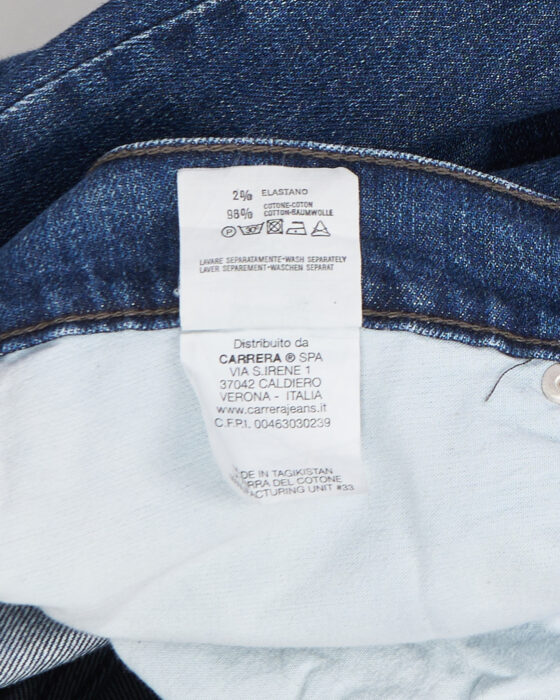 2% ELASTANO
98% COTONE-COTON
COTTON-BAUMWOLLE
P 30°
LAVARE SEPARATAMENTE-WASH SEPARATELY
LAVER SEPAREMENT-WASCHEN SEPARAT
Distribuito da
CARRERA ® SPA
VIA S.IRENE 1
37042 CALDIERO
VERONA - ITALIA
www.carrerajeans.it
C.F.P.I. 00463030239
DE IN TAGIKISTAN
RRA DEL COTONE
ACTURING UNIT #33